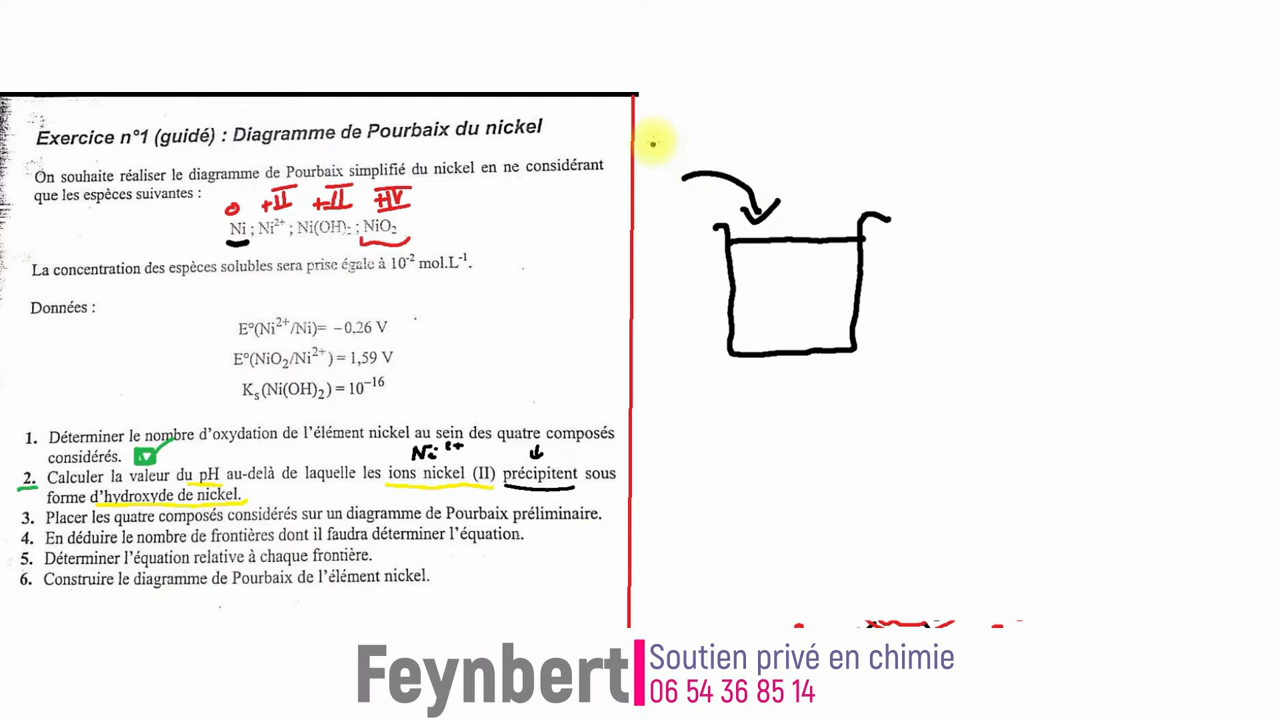 Exercice n°1 (guidé) : Diagramme de Pourbaix du nickel
On souhaite réaliser le diagramme de Pourbaix simplifié du nickel en ne considérant
que les espèces suivantes :
0 +II +II +IV
Ni ; Ni²⁺ ; Ni(OH)₂ ; NiO₂
La concentration des espèces solubles sera prise égale à 10⁻² mol.L⁻¹.
Données :
E°(Ni²⁺/Ni)= −0.26 V
E°(NiO₂/Ni²⁺) = 1,59 V
Kₛ(Ni(OH)₂) = 10⁻¹⁶
1. Déterminer le nombre d'oxydation de l'élément nickel au sein des quatre composés
considérés.
Ni²⁺ ↓
2. Calculer la valeur du pH au-delà de laquelle les ions nickel (II) précipitent sous
forme d'hydroxyde de nickel.
3. Placer les quatre composés considérés sur un diagramme de Pourbaix préliminaire.
4. En déduire le nombre de frontières dont il faudra déterminer l'équation.
5. Déterminer l'équation relative à chaque frontière.
6. Construire le diagramme de Pourbaix de l'élément nickel.
Feynbert
Soutien privé en chimie
06 54 36 85 14